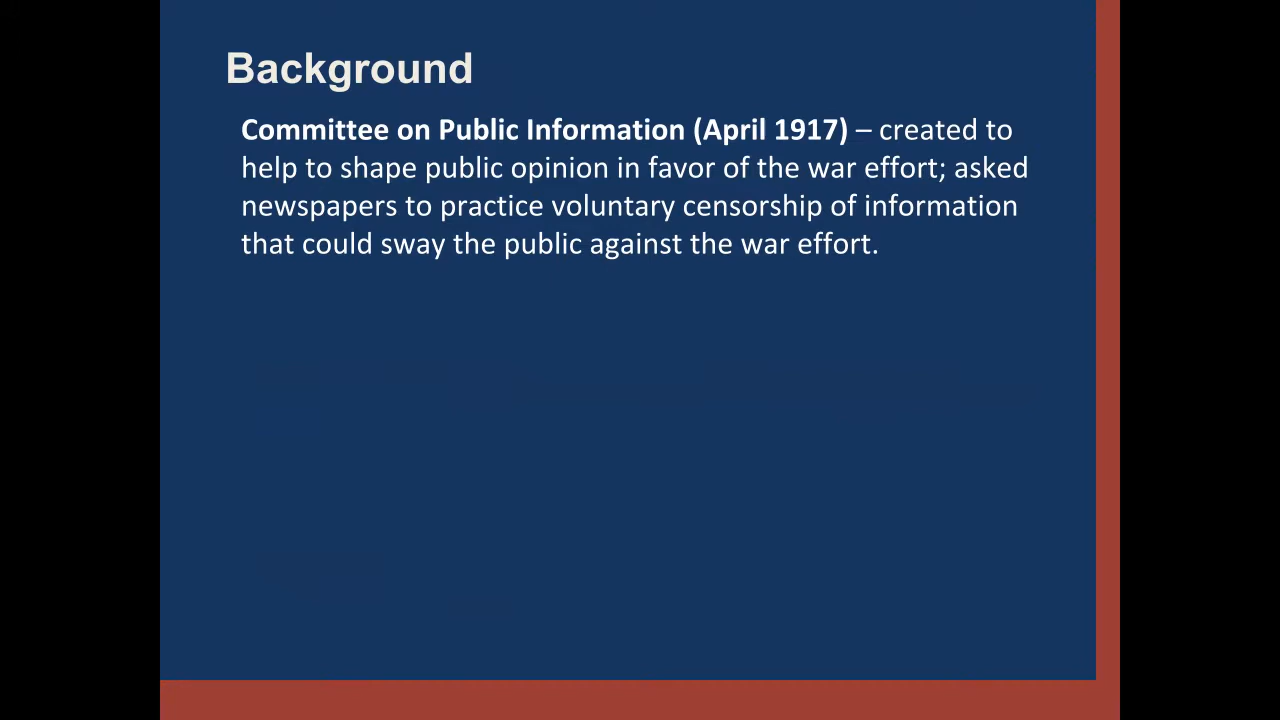 Background
Committee on Public Information (April 1917) – created to
help to shape public opinion in favor of the war effort; asked
newspapers to practice voluntary censorship of information
that could sway the public against the war effort.